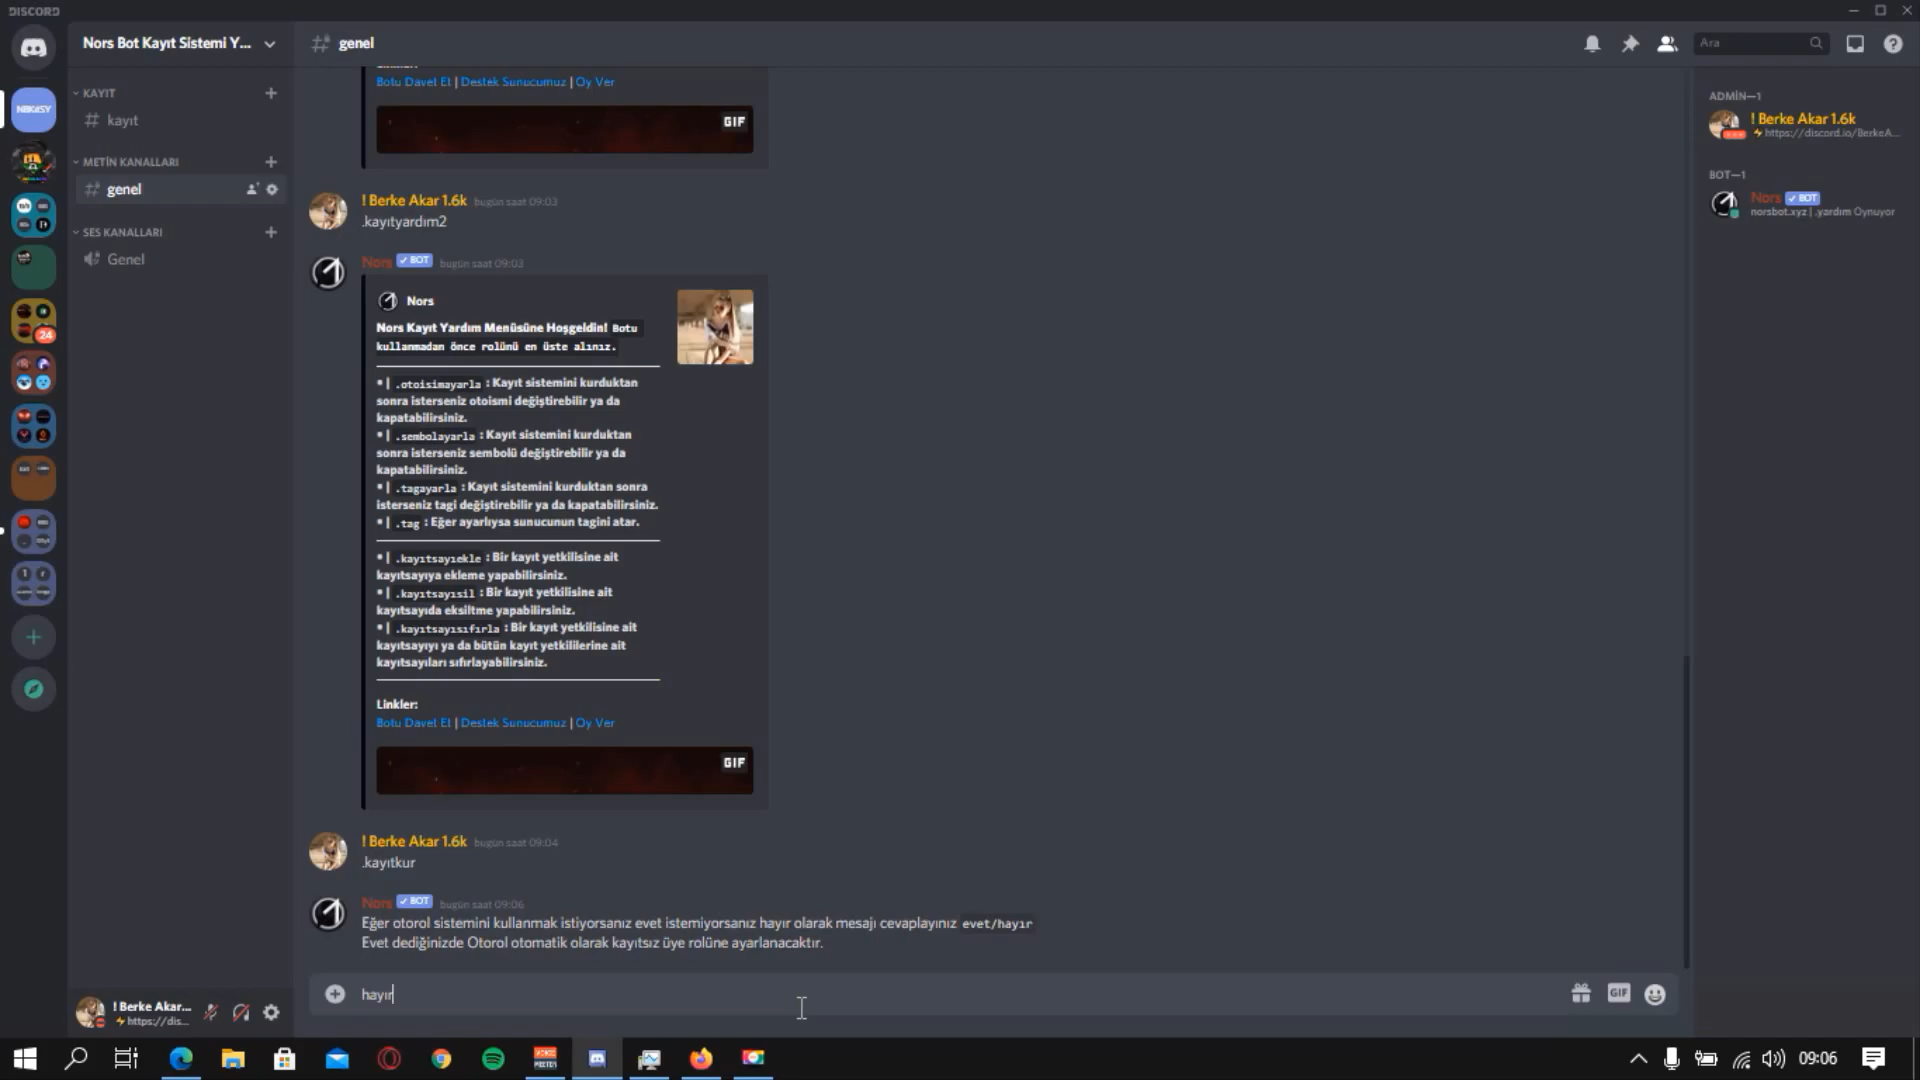 DISCORD
Nors Bot Kayıt Sistemi Y...
genel
Ara
NBKdSY
24
KAYIT
kayıt
METİN KANALLARI
genel
SES KANALLARI
Genel
Botu Davet Et | Destek Sunucumuz | Oy Ver
GIF
! Berke Akar 1.6k bugün saat 09:03
.kayıtyardım2
Nors BOT bugün saat 09:03
Nors
Nors Kayıt Yardım Menüsüne Hoşgeldin! Botu
kullanmadan önce rolünü en üste alınız.
• | .otoisimayarla : Kayıt sistemini kurduktan
sonra isterseniz otoismi değiştirebilir ya da
kapatabilirsiniz.
• | .sembolayarla : Kayıt sistemini kurduktan
sonra isterseniz sembolü değiştirebilir ya da
kapatabilirsiniz.
• | .tagayarla : Kayıt sistemini kurduktan sonra
isterseniz tagi değiştirebilir ya da kapatabilirsiniz.
• | .tag : Eğer ayarlıysa sunucunun tagini atar.
• | .kayıtsayıekle : Bir kayıt yetkilisine ait
kayıtsayıya ekleme yapabilirsiniz.
• | .kayıtsayısil : Bir kayıt yetkilisine ait
kayıtsayıda eksiltme yapabilirsiniz.
• | .kayıtsayısıfırla : Bir kayıt yetkilisine ait
kayıtsayıyı ya da bütün kayıt yetkililerine ait
kayıtsayıları sıfırlayabilirsiniz.
Linkler:
Botu Davet Et | Destek Sunucumuz | Oy Ver
GIF
! Berke Akar 1.6k bugün saat 09:04
.kayıtkur
Nors BOT bugün saat 09:06
Eğer otorol sistemini kullanmak istiyorsanız evet istemiyorsanız hayır olarak mesajı cevaplayınız evet/hayır
Evet dediğinizde Otorol otomatik olarak kayıtsız üye rolüne ayarlanacaktır.
hayır
GIF
ADMİN—1
! Berke Akar 1.6k
https://discord.io/BerkeA...
BOT—1
Nors BOT
norsbot.xyz | .yardım Oynuyor
! Berke Akar...
https://dis...
09:06